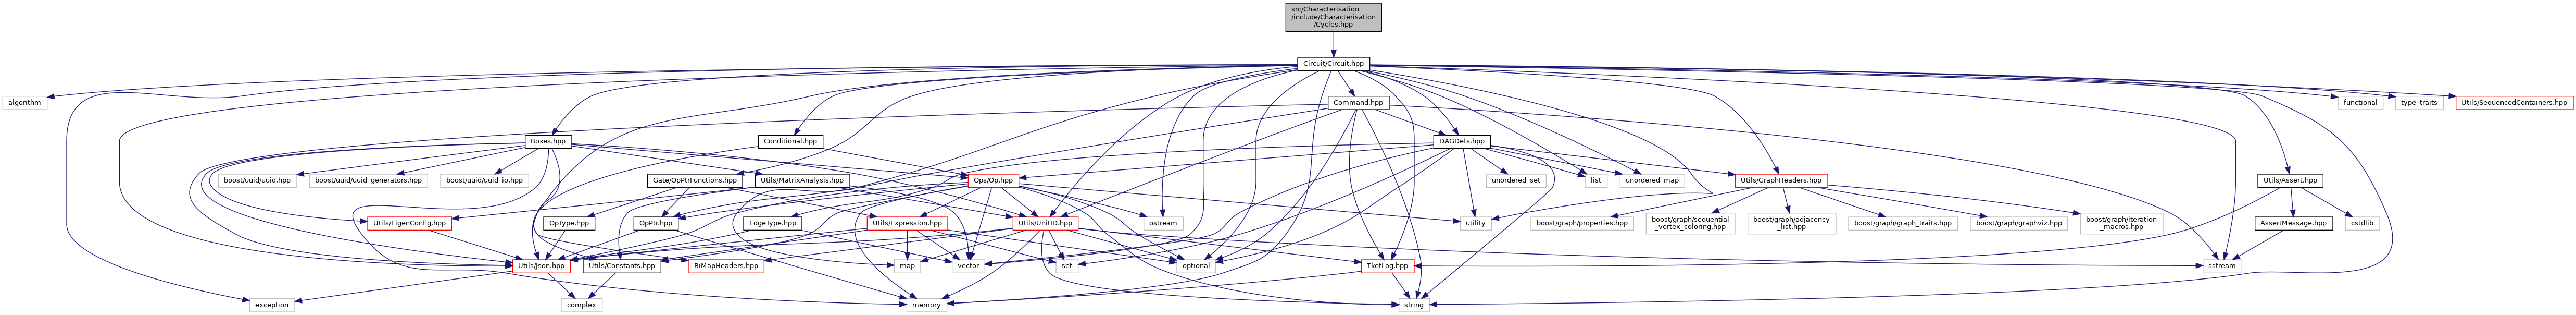 src/Characterisation
/include/Characterisation
/Cycles.hpp
Circuit/Circuit.hpp
algorithm
Command.hpp
functional
type_traits
Utils/SequencedContainers.hpp
Boxes.hpp
Conditional.hpp
DAGDefs.hpp
boost/uuid/uuid.hpp
boost/uuid/uuid_generators.hpp
boost/uuid/uuid_io.hpp
Gate/OpPtrFunctions.hpp
Utils/MatrixAnalysis.hpp
Ops/Op.hpp
unordered_set
list
unordered_map
Utils/GraphHeaders.hpp
Utils/Assert.hpp
Utils/EigenConfig.hpp
OpType.hpp
OpPtr.hpp
EdgeType.hpp
Utils/Expression.hpp
Utils/UnitID.hpp
ostream
utility
boost/graph/properties.hpp
boost/graph/sequential
_vertex_coloring.hpp
boost/graph/adjacency
_list.hpp
boost/graph/graph_traits.hpp
boost/graph/graphviz.hpp
boost/graph/iteration
_macros.hpp
AssertMessage.hpp
cstdlib
Utils/Json.hpp
Utils/Constants.hpp
BiMapHeaders.hpp
map
vector
set
optional
TketLog.hpp
sstream
exception
complex
memory
string